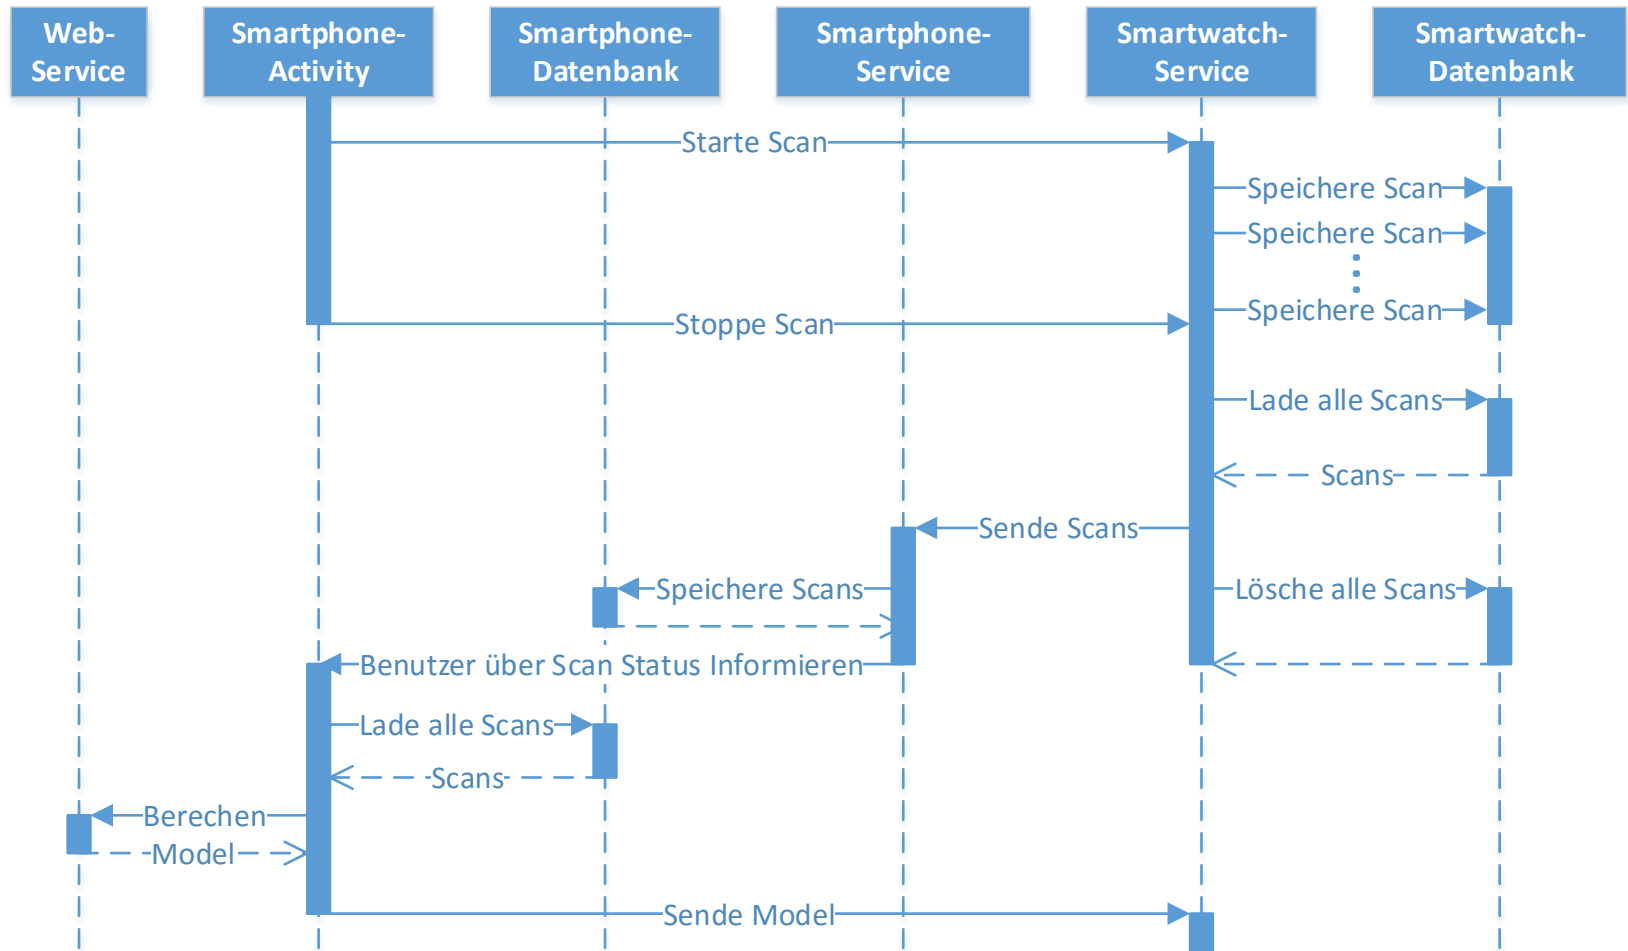 Web-
Service
Smartphone-
Activity
Smartphone-
Datenbank
Smartphone-
Service
Smartwatch-
Service
Smartwatch-
Datenbank
Starte Scan
Speichere Scan
Speichere Scan
Speichere Scan
Stoppe Scan
Lade alle Scans
Scans
Sende Scans
Speichere Scans
Lösche alle Scans
Benutzer über Scan Status Informieren
Lade alle Scans
Scans
Berechen
Model
Sende Model